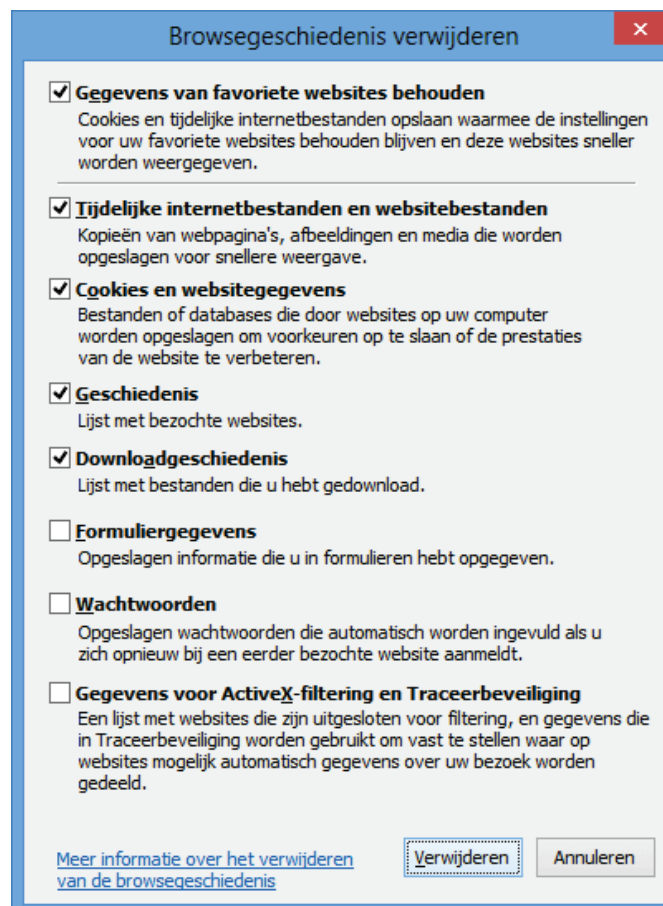 Browsegeschiedenis verwijderen
Gegevens van favoriete websites behouden
Cookies en tijdelijke internetbestanden opslaan waarmee de instellingen
voor uw favoriete websites behouden blijven en deze websites sneller
worden weergegeven.
Tijdelijke internetbestanden en websitebestanden
Kopieën van webpagina's, afbeeldingen en media die worden
opgeslagen voor snellere weergave.
Cookies en websitegegevens
Bestanden of databases die door websites op uw computer
worden opgeslagen om voorkeuren op te slaan of de prestaties
van de website te verbeteren.
Geschiedenis
Lijst met bezochte websites.
Downloadgeschiedenis
Lijst met bestanden die u hebt gedownload.
Formuliergegevens
Opgeslagen informatie die u in formulieren hebt opgegeven.
Wachtwoorden
Opgeslagen wachtwoorden die automatisch worden ingevuld als u
zich opnieuw bij een eerder bezochte website aanmeldt.
Gegevens voor ActiveX-filtering en Traceerbeveiliging
Een lijst met websites die zijn uitgesloten voor filtering, en gegevens die
in Traceerbeveiliging worden gebruikt om vast te stellen waar op
websites mogelijk automatisch gegevens over uw bezoek worden
gedeeld.
Meer informatie over het verwijderen
van de browsegeschiedenis
Verwijderen
Annuleren